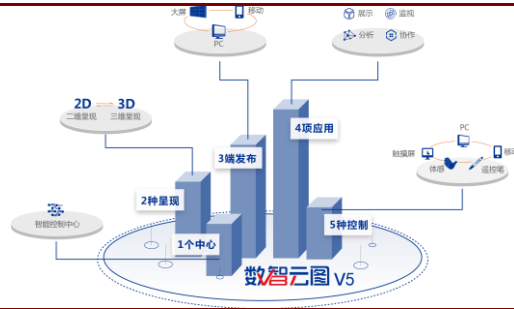 大屏 移动
PC
展示 监视
分析 协作
2D 3D
二维呈现 三维呈现
4项应用
3端发布
PC
触摸屏 移动
体感 遥控笔
2种呈现
智能控制中心
1个中心
5种控制
数智云图 V5